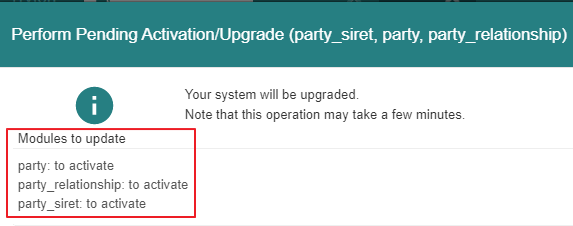 Perform Pending Activation/Upgrade (party_siret, party, party_relationship)
Your system will be upgraded.
Note that this operation may take a few minutes.
Modules to update
party: to activate
party_relationship: to activate
party_siret: to activate